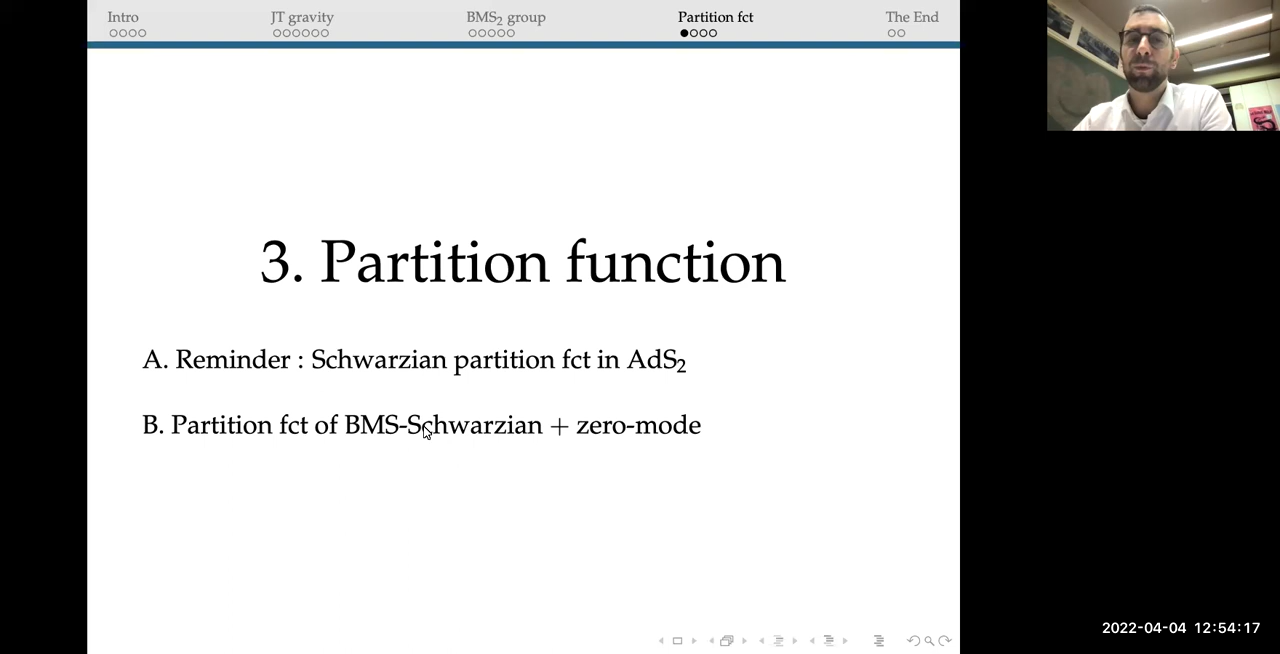 Intro
JT gravity
BMS₂ group
Partition fct
The End
3. Partition function
A. Reminder : Schwarzian partition fct in AdS₂
B. Partition fct of BMS-Schwarzian + zero-mode
2022-04-04 12:54:17